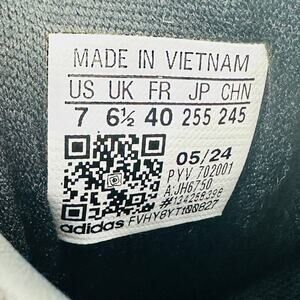 MADE IN VIETNAM
US UK FR JP CHN
7 6½ 40 255 245
05/24
PYV 702001
AJH6750
#134258398
adidas FVHY8YT100827